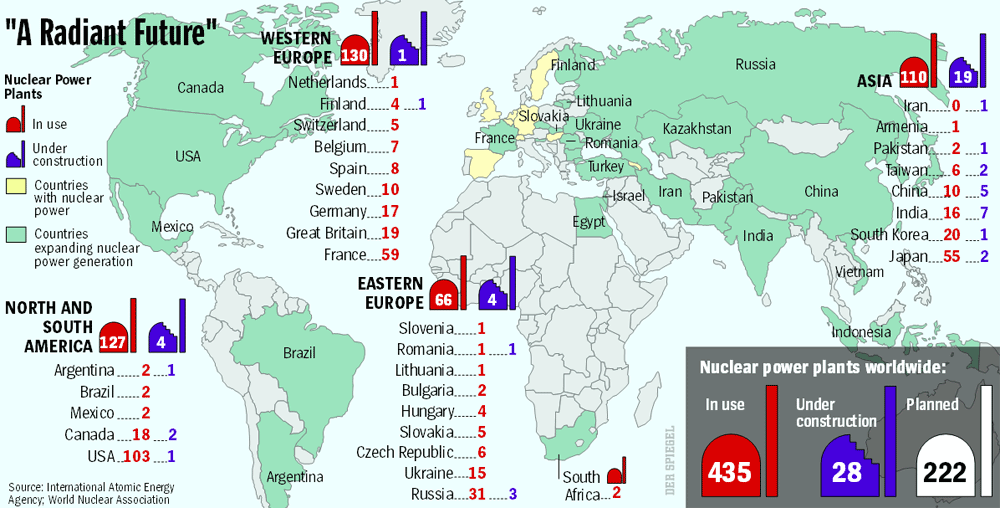 "A Radiant Future"
Nuclear Power
Plants
In use
Under
construction
Countries
with nuclear
power
Countries
expanding nuclear
power generation
WESTERN
EUROPE
130
1
Netherlands 1
Finland 4 1
Switzerland 5
Belgium 7
Spain 8
Sweden 10
Germany 17
Great Britain 19
France 59
EASTERN
EUROPE
66
4
Slovenia 1
Romania 1 1
Lithuania 1
Bulgaria 2
Hungary 4
Slovakia 5
Czech Republic 6
Ukraine 15
Russia 31 3
NORTH AND
SOUTH
AMERICA
127
4
Argentina 2 1
Brazil 2
Mexico 2
Canada 18 2
USA 103 1
ASIA
110
19
Iran 0 1
Armenia 1
Pakistan 2 1
Taiwan 6 2
China 10 5
India 16 7
South Korea 20 1
Japan 55 2
South
Africa 2
Canada
USA
Mexico
Brazil
Argentina
Finland
Russia
Lithuania
Slovakia
Ukraine
France
Romania
Kazakhstan
Turkey
Israel
Iran
Pakistan
China
Egypt
India
Vietnam
Indonesia
Nuclear power plants worldwide:
In use
Under
construction
Planned
435
28
222
Source: International Atomic Energy
Agency; World Nuclear Association
DER SPIEGEL